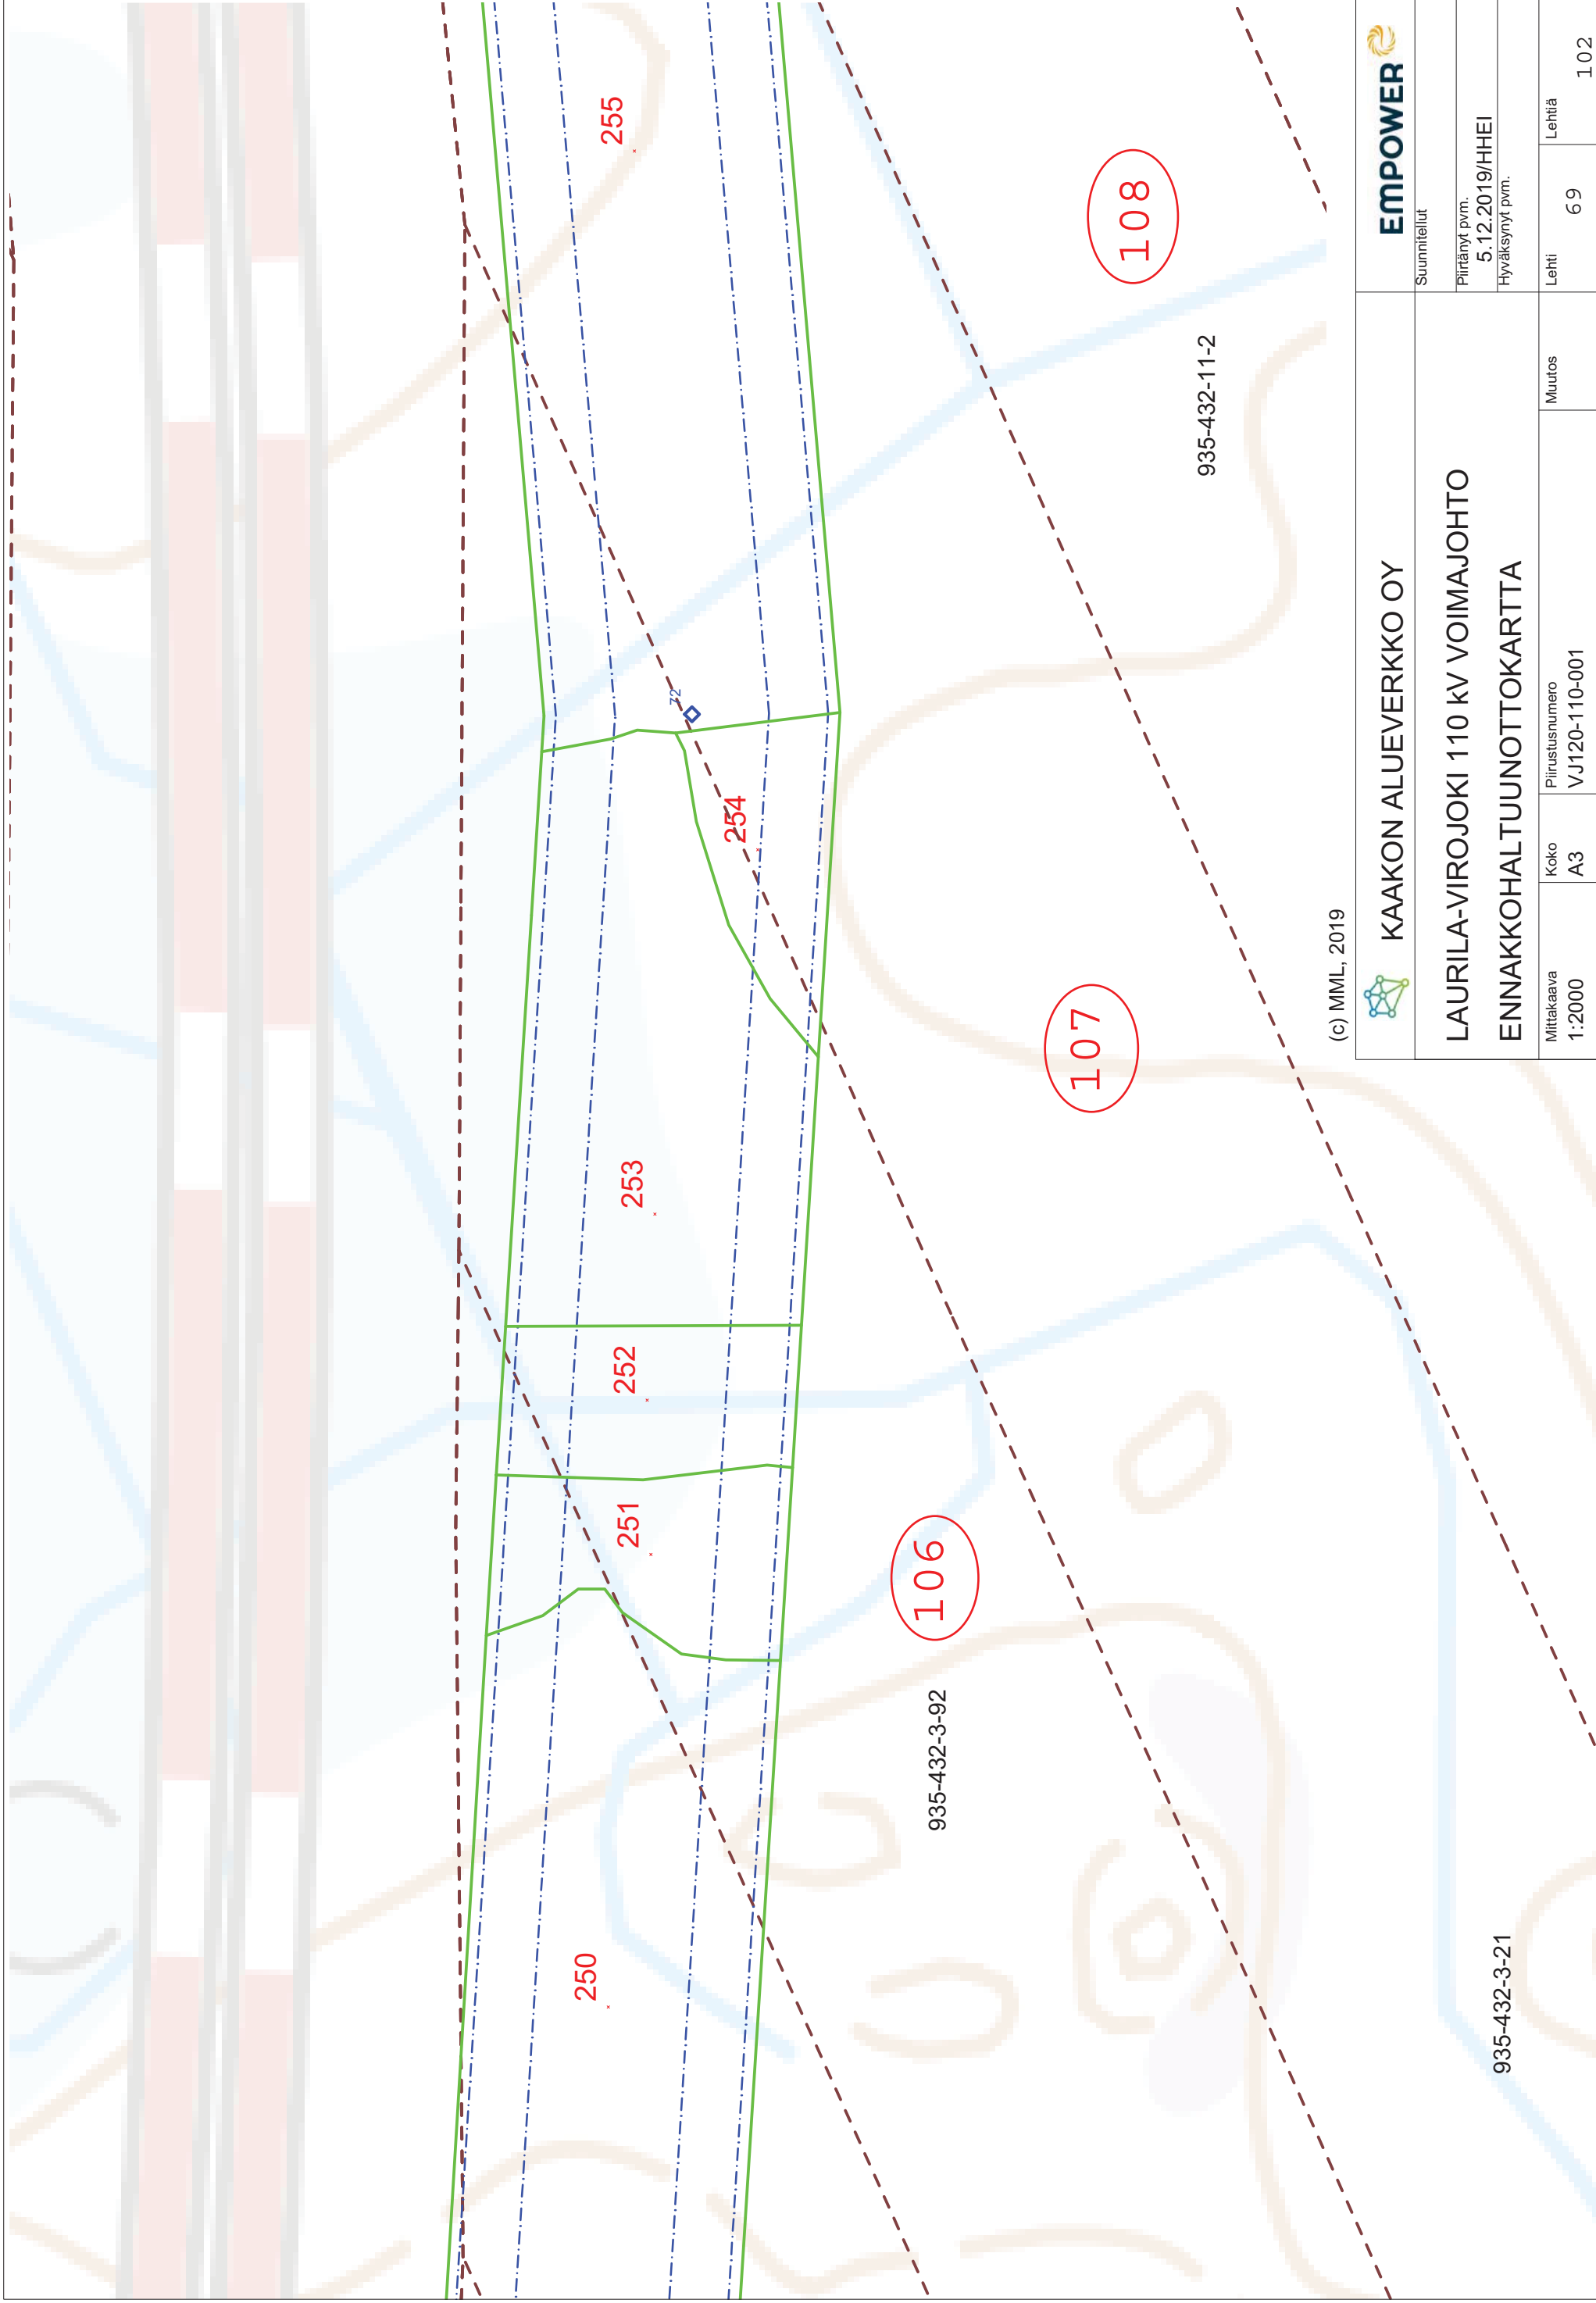 250
251
252
253
254
255
72
106
107
108
935-432-3-92
935-432-11-2
935-432-3-21
(c) MML, 2019
KAAKON ALUEVERKKO OY
EMPOWER
LAURILA-VIROJOKI 110 kV VOIMAJOHTO
ENNAKKOHALTUUNOTTOKARTTA
Suunnitellut
Piirtänyt pvm.
5.12.2019/HHEI
Hyväksynyt pvm.
Mittakaava
1:2000
Koko
A3
Piirustusnumero
VJ120-110-001
Muutos
Lehti
69
Lehtiä
102